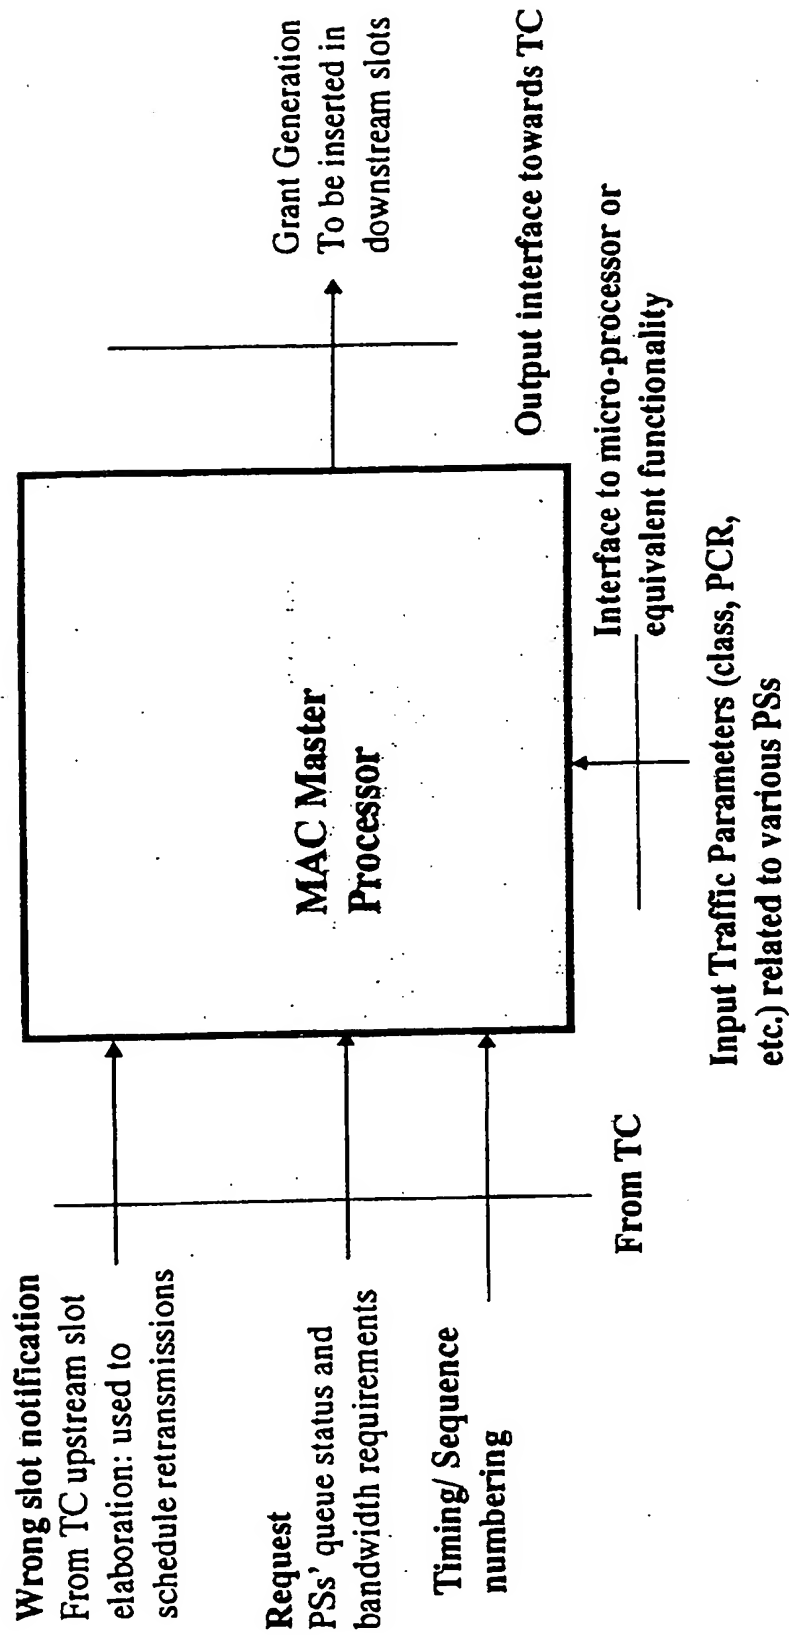 Wrong slot notification
From TC upstream slot
elaboration: used to
schedule retransmissions
Request
PSs' queue status and
bandwidth requirements
Timing/ Sequence
numbering
From TC
MAC Master
Processor
Grant Generation
To be inserted in
downstream slots
Output interface towards TC
Interface to micro-processor or
equivalent functionality
Input Traffic Parameters (class, PCR,
etc.) related to various PSs